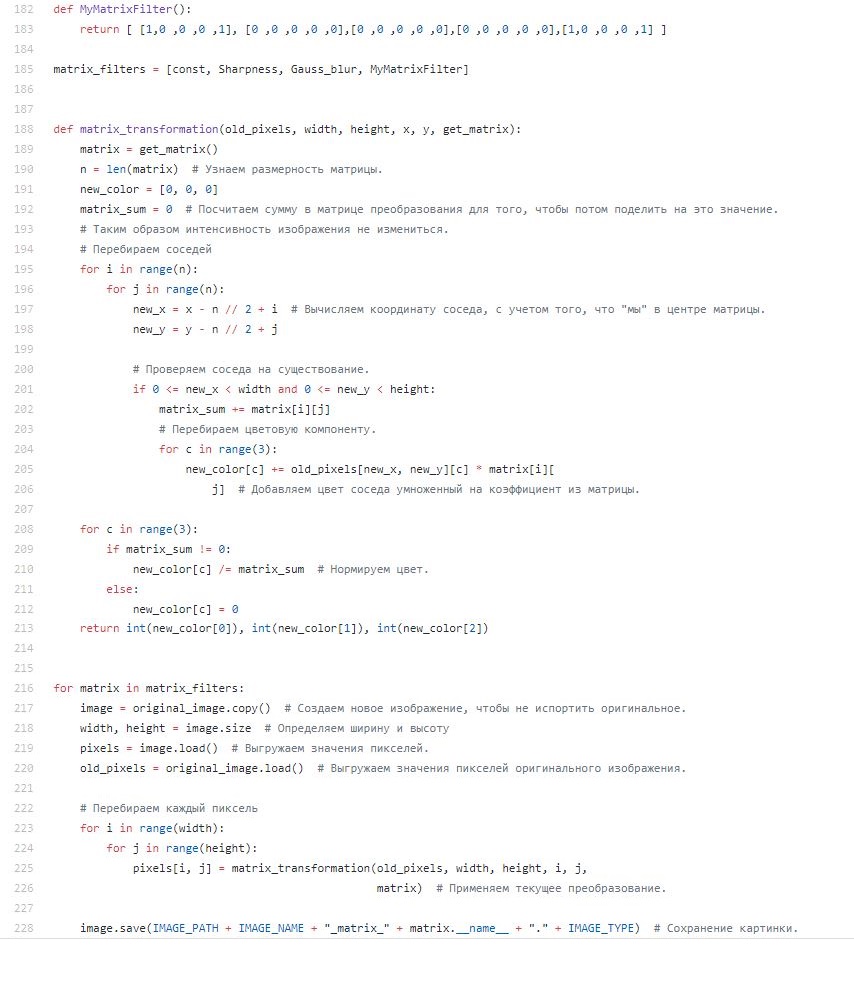 182 def MyMatrixFilter():
183     return [ [1,0 ,0 ,0 ,1], [0 ,0 ,0 ,0 ,0],[0 ,0 ,0 ,0 ,0],[0 ,0 ,0 ,0 ,0],[1,0 ,0 ,0 ,1] ]
184
185 matrix_filters = [const, Sharpness, Gauss_blur, MyMatrixFilter]
186
187
188 def matrix_transformation(old_pixels, width, height, x, y, get_matrix):
189     matrix = get_matrix()
190     n = len(matrix)  # Узнаем размерность матрицы.
191     new_color = [0, 0, 0]
192     matrix_sum = 0  # Посчитаем сумму в матрице преобразования для того, чтобы потом поделить на это значение.
193     # Таким образом интенсивность изображения не измениться.
194     # Перебираем соседей
195     for i in range(n):
196         for j in range(n):
197             new_x = x - n // 2 + i  # Вычисляем координату соседа, с учетом того, что "мы" в центре матрицы.
198             new_y = y - n // 2 + j
199
200             # Проверяем соседа на существование.
201             if 0 <= new_x < width and 0 <= new_y < height:
202                 matrix_sum += matrix[i][j]
203                 # Перебираем цветовую компоненту.
204                 for c in range(3):
205                     new_color[c] += old_pixels[new_x, new_y][c] * matrix[i][
206                         j]  # Добавляем цвет соседа умноженный на коэффициент из матрицы.
207
208     for c in range(3):
209         if matrix_sum != 0:
210             new_color[c] /= matrix_sum  # Нормируем цвет.
211         else:
212             new_color[c] = 0
213     return int(new_color[0]), int(new_color[1]), int(new_color[2])
214
215
216 for matrix in matrix_filters:
217     image = original_image.copy()  # Создаем новое изображение, чтобы не испортить оригинальное.
218     width, height = image.size  # Определяем ширину и высоту
219     pixels = image.load()  # Выгружаем значения пикселей.
220     old_pixels = original_image.load()  # Выгружаем значения пикселей оригинального изображения.
221
222     # Перебираем каждый пиксель
223     for i in range(width):
224         for j in range(height):
225             pixels[i, j] = matrix_transformation(old_pixels, width, height, i, j,
226                                                  matrix)  # Применяем текущее преобразование.
227
228     image.save(IMAGE_PATH + IMAGE_NAME + "_matrix_" + matrix.__name__ + "." + IMAGE_TYPE)  # Сохранение картинки.